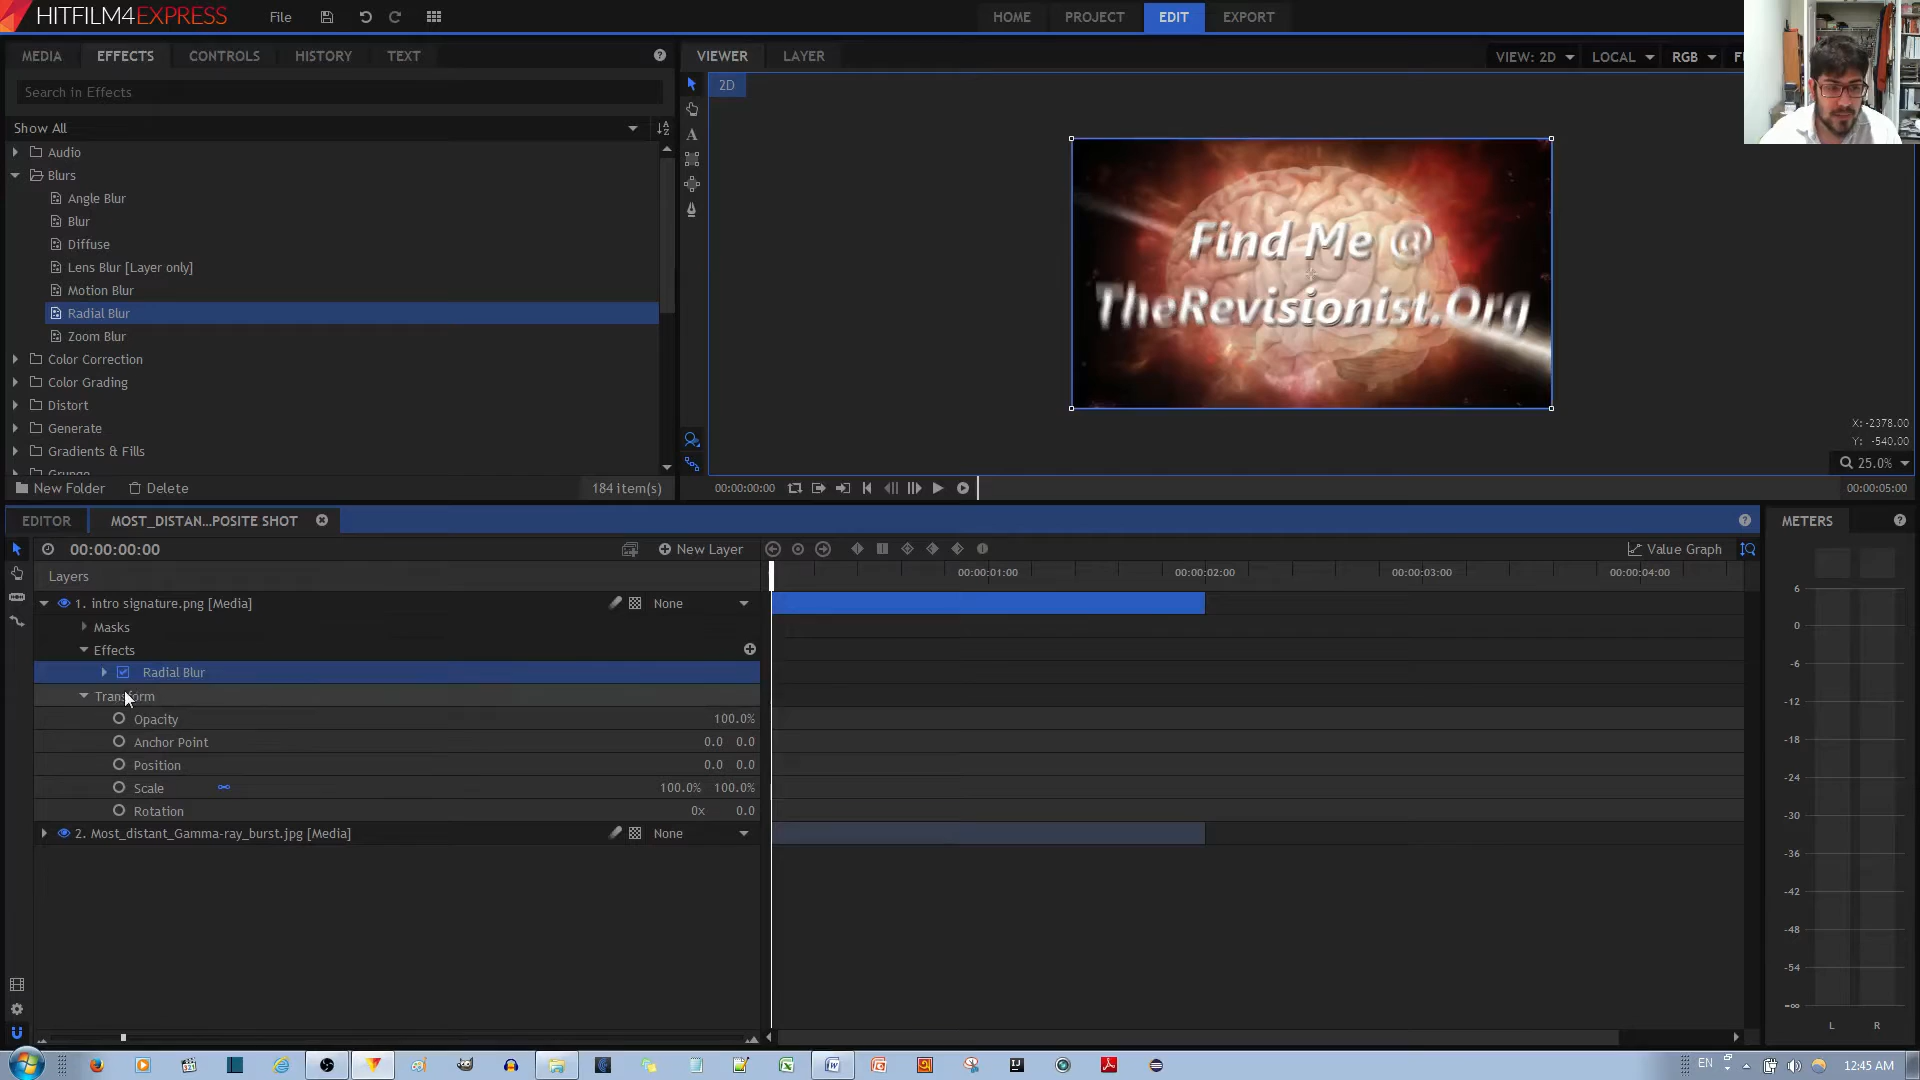 HITFILM4EXPRESS
File
HOME
PROJECT
EDIT
EXPORT
MEDIA
EFFECTS
CONTROLS
HISTORY
TEXT
VIEWER
LAYER
VIEW: 2D
LOCAL
RGB
Search in Effects
2D
Show All
Audio
Blurs
Angle Blur
Blur
Diffuse
Lens Blur [Layer only]
Motion Blur
Radial Blur
Zoom Blur
Color Correction
Color Grading
Distort
Generate
Gradients & Fills
Grunge
Find Me @
TheRevisionist.Org
X:-2378.00
Y: -540.00
25.0%
New Folder
Delete
184 item(s)
00:00:00:00
00:00:05:00
EDITOR
MOST_DISTAN...POSITE SHOT
METERS
00:00:00:00
New Layer
Value Graph
Layers
00:00:01:00
00:00:02:00
00:00:03:00
00:00:04:00
1. intro signature.png [Media]
None
Masks
Effects
Radial Blur
Transform
Opacity
100.0%
Anchor Point
0.0 0.0
Position
0.0 0.0
Scale
100.0% 100.0%
Rotation
0x 0.0
2. Most_distant_Gamma-ray_burst.jpg [Media]
None
6
0
-6
-12
-18
-24
-30
-36
-42
-48
-54
-∞
L R
EN
12:45 AM